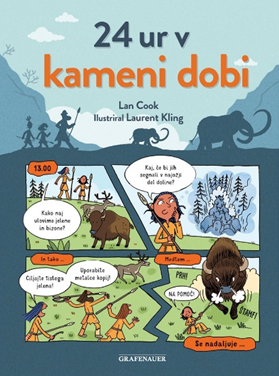 24 ur v
kameni dobi
Lan Cook
Ilustriral Laurent Kling
13.00
Kako naj
ulovimo jelene
in bizone?
Kaj, če bi jih
zagnali v najožji
del doline?
In tako ...
Ciljajte tistega
jelena!
Uporabite
metalce kopij!
Medtem ...
PRH!
NA POMOČ!
STAMF!
Se nadaljuje ...
GRAFENAUER